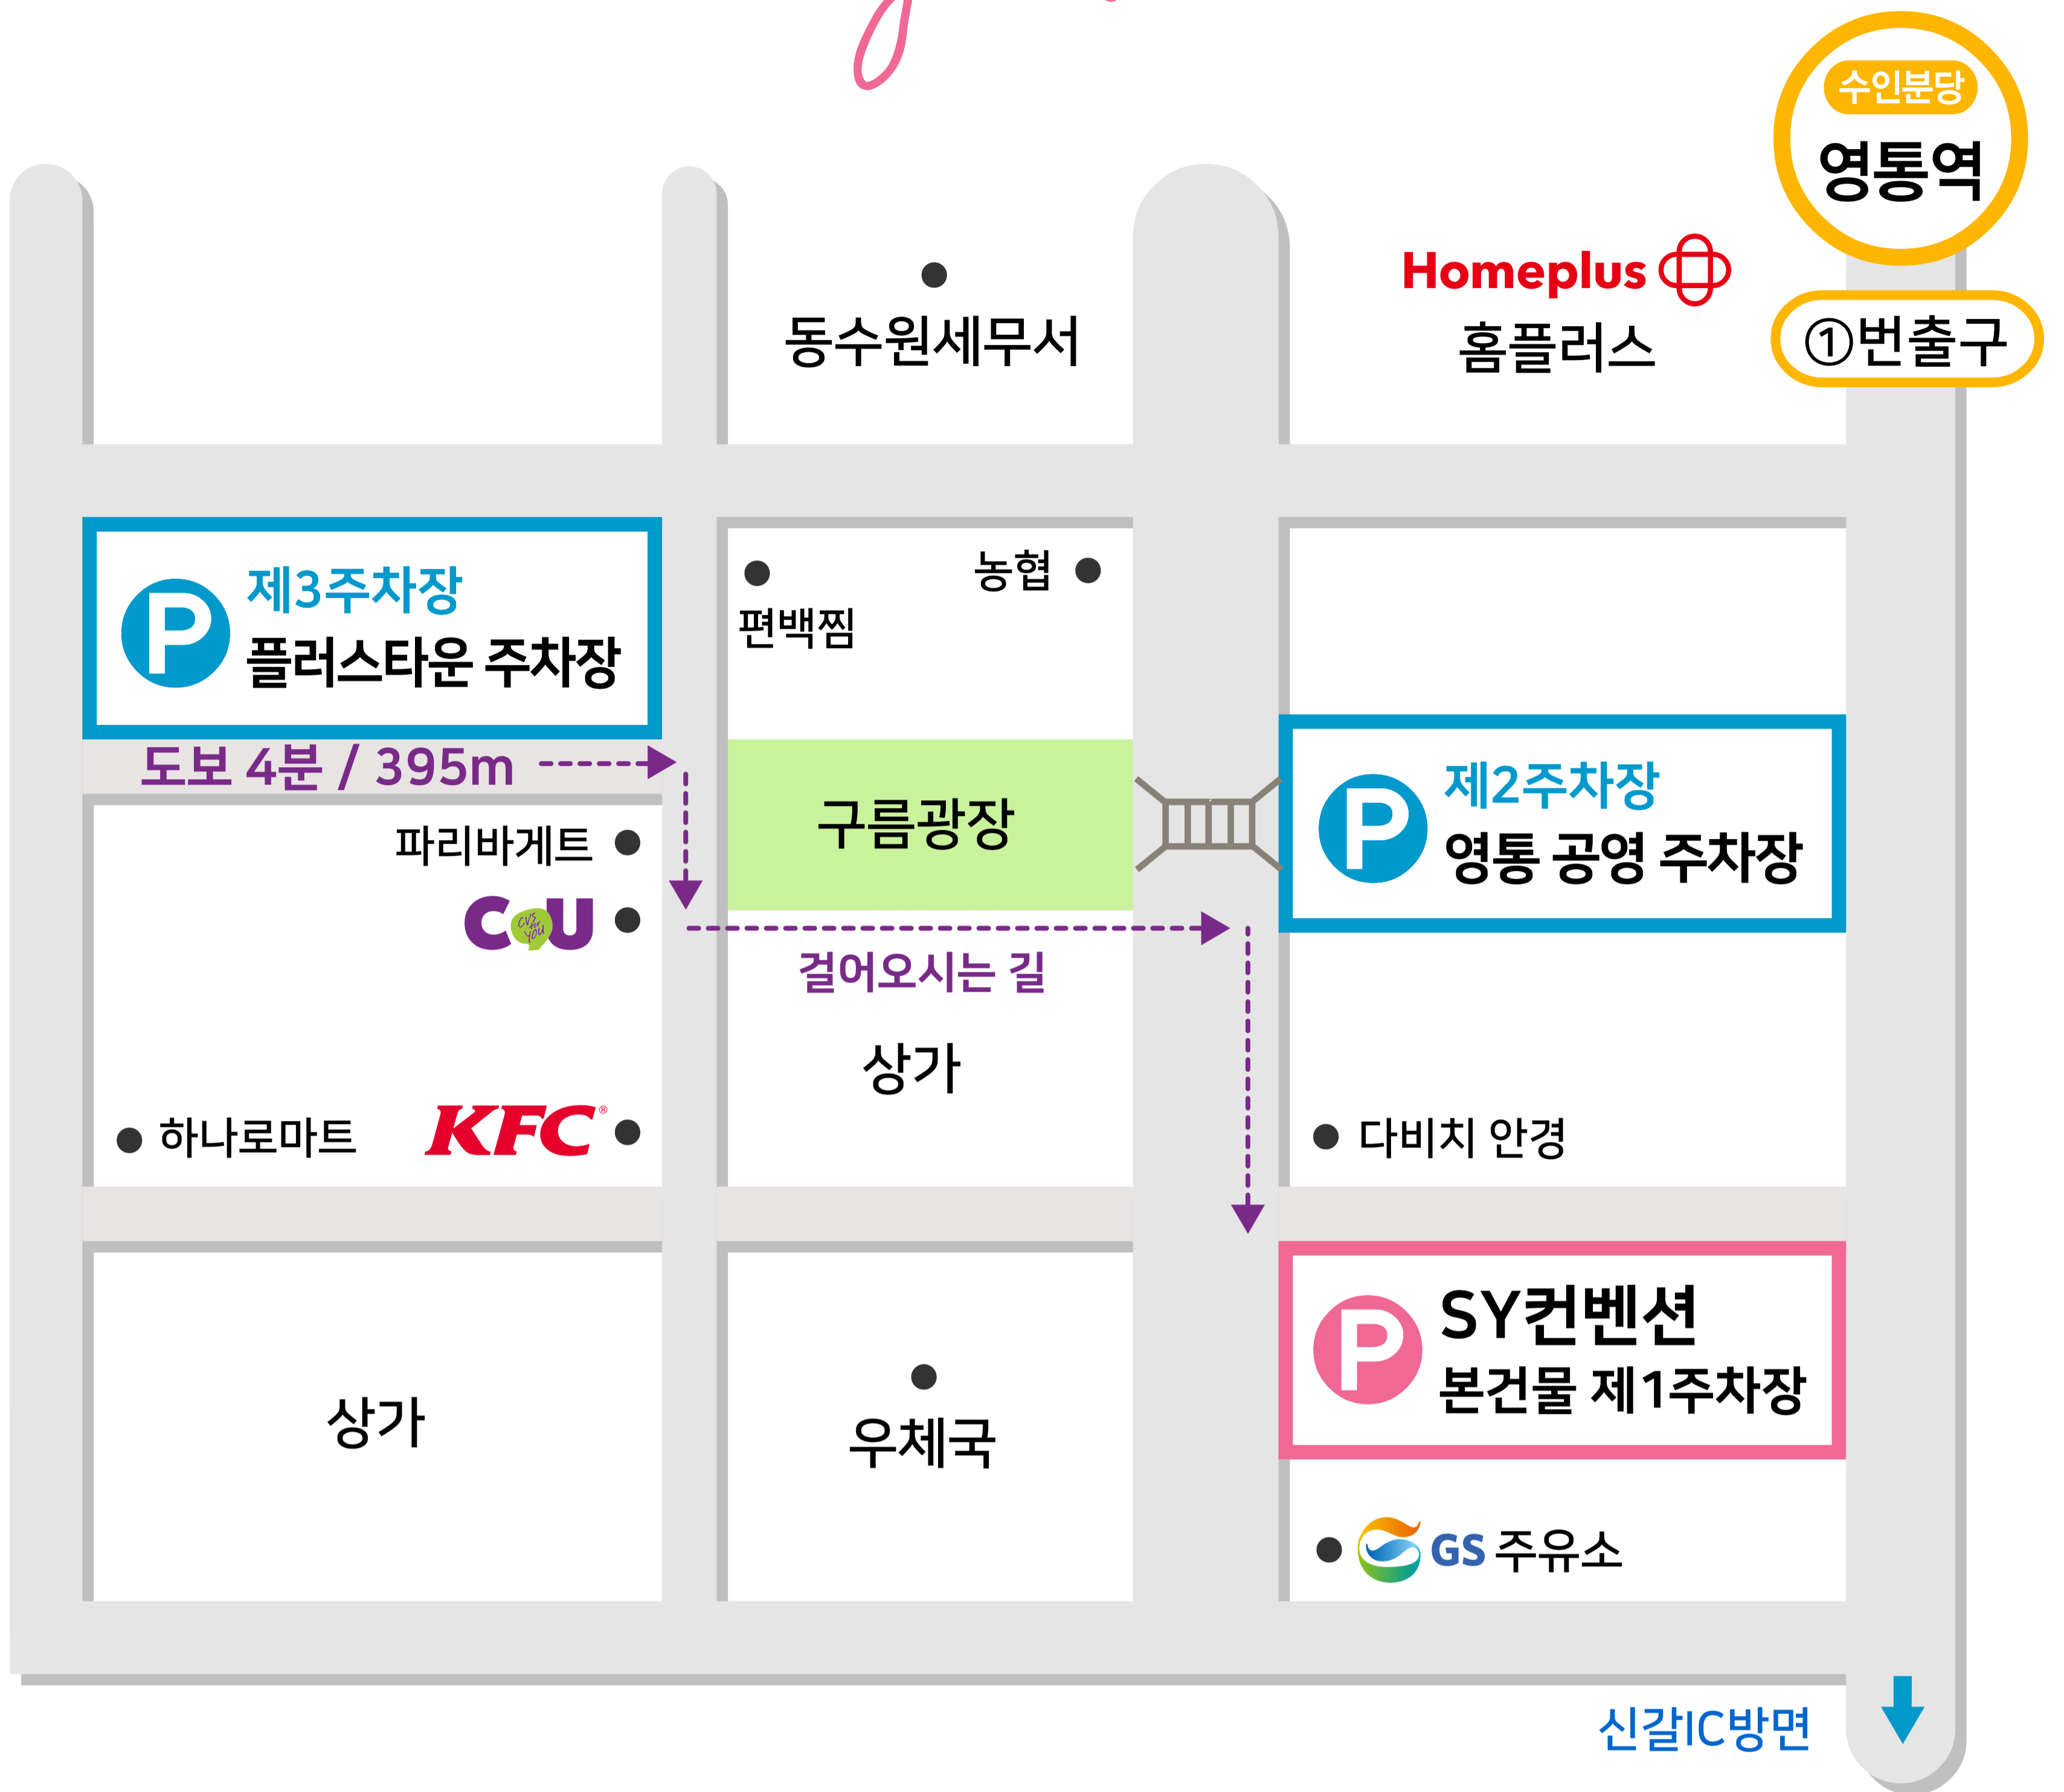 수인분당
영통역
①번출구
Homeplus
홈플러스
동수원세무서
제3주차장
플러스타운 주차장
농협
편백집
도보 4분 / 395m
제2주차장
영통 공영 주차장
구름광장
파리바게트
CU
CVS for YOU
걸어오시는 길
상가
하나로마트
KFC®
다비치 안경
SY컨벤션
본건물 제1주차장
상가
우체국
GS 주유소
신갈IC방면